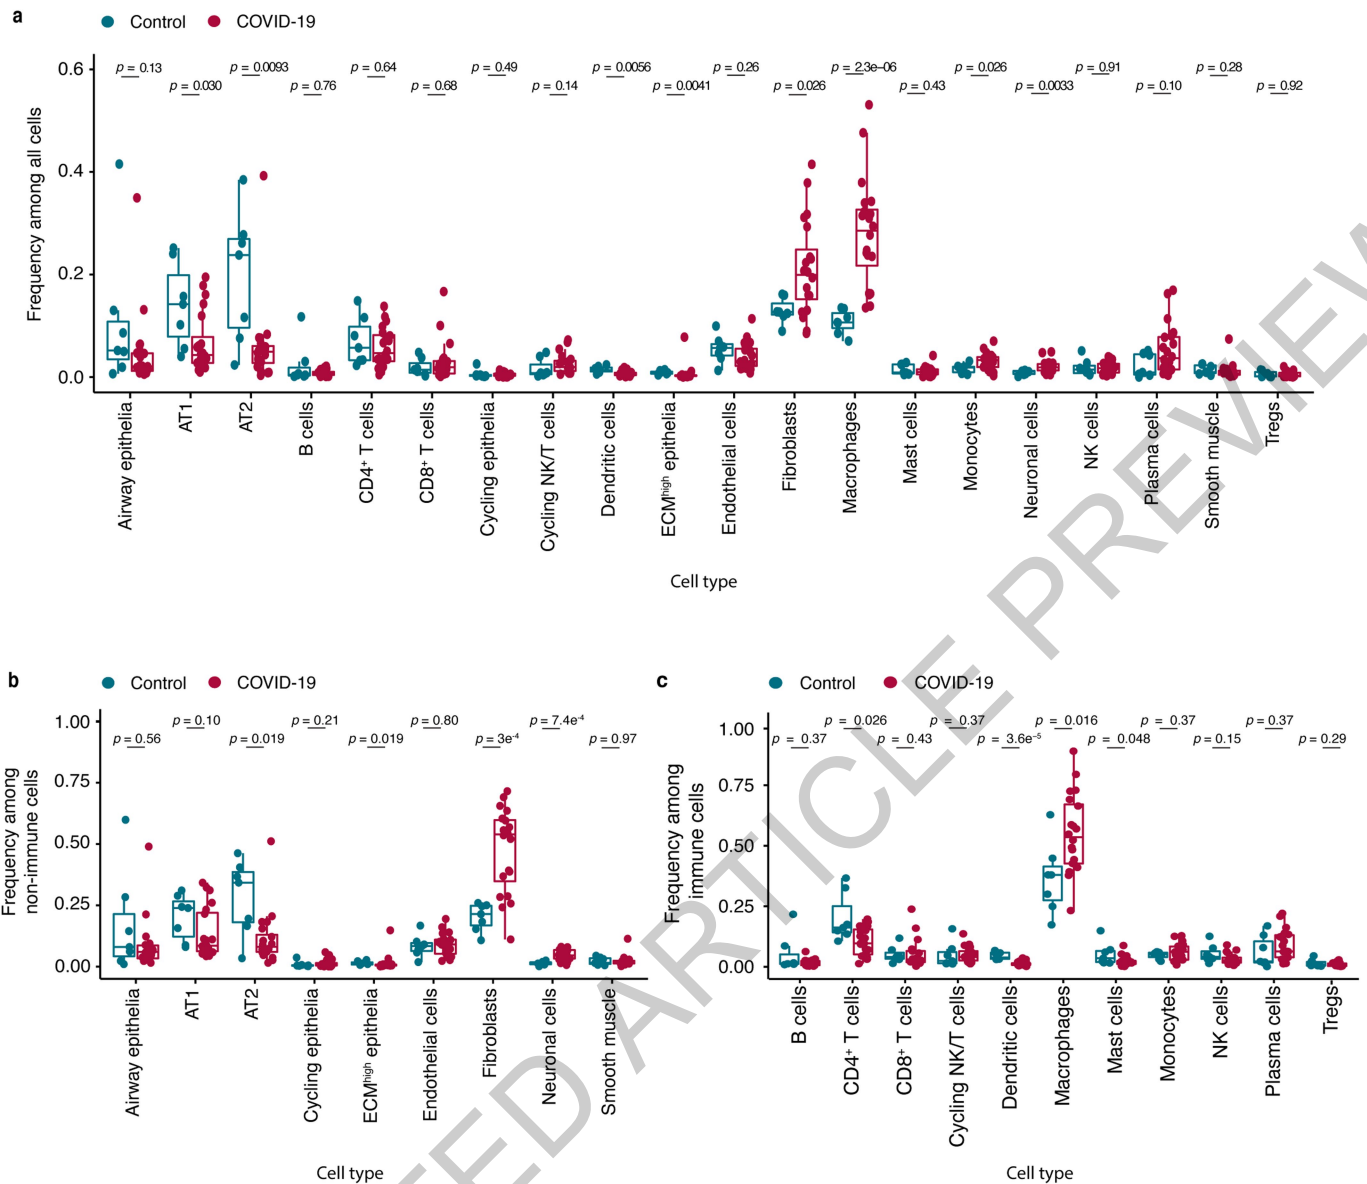 a
Control COVID-19
p = 0.13 p = 0.0093 p = 0.64 p = 0.49 p = 0.0056 p = 0.26 p = 2.3e–06 p = 0.026 p = 0.91 p = 0.28
p = 0.030 p = 0.76 p = 0.68 p = 0.14 p = 0.0041 p = 0.026 p = 0.43 p = 0.0033 p = 0.10 p = 0.92
Frequency among all cells
0.6
0.4
0.2
0.0
Airway epithelia
AT1
AT2
B cells
CD4⁺ T cells
CD8⁺ T cells
Cycling epithelia
Cycling NK/T cells
Dendritic cells
ECMʰⁱᵍʰ epithelia
Endothelial cells
Fibroblasts
Macrophages
Mast cells
Monocytes
Neuronal cells
NK cells
Plasma cells
Smooth muscle
Tregs
Cell type
b
Control COVID-19
p = 0.10 p = 0.21 p = 0.80 p = 7.4e⁻⁴
p = 0.56 p = 0.019 p = 0.019 p = 3e⁻⁴ p = 0.97
Frequency among
non-immune cells
1.00
0.75
0.50
0.25
0.00
Airway epithelia
AT1
AT2
Cycling epithelia
ECMʰⁱᵍʰ epithelia
Endothelial cells
Fibroblasts
Neuronal cells
Smooth muscle
Cell type
c
Control COVID-19
p = 0.026 p = 0.37 p = 0.016 p = 0.37 p = 0.37
p = 0.37 p = 0.43 p = 3.6e⁻⁵ p = 0.048 p = 0.15 p = 0.29
Frequency among
immune cells
1.00
0.75
0.50
0.25
0.00
B cells
CD4⁺ T cells
CD8⁺ T cells
Cycling NK/T cells
Dendritic cells
Macrophages
Mast cells
Monocytes
NK cells
Plasma cells
Tregs
Cell type
TED ARTICLE PREVIEW